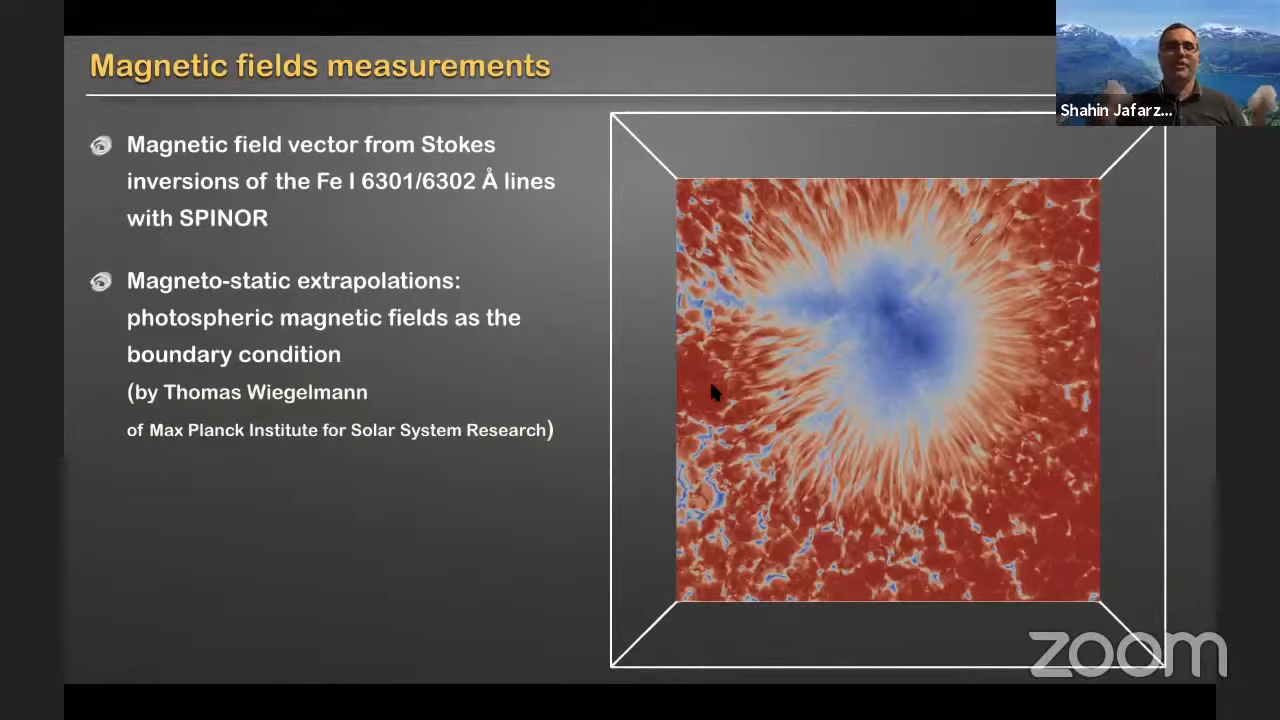 Magnetic fields measurements
Shahin Jafarz...
Magnetic field vector from Stokes
inversions of the Fe I 6301/6302 Å lines
with SPINOR
Magneto-static extrapolations:
photospheric magnetic fields as the
boundary condition
(by Thomas Wiegelmann
of Max Planck Institute for Solar System Research)
zoom